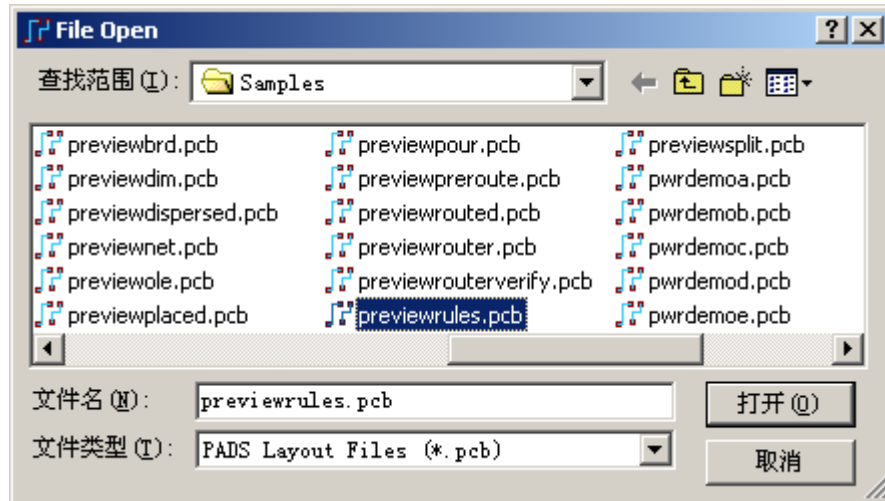 File Open
查找范围(I): Samples
previewbrd.pcb previewpour.pcb previewsplit.pcb
previewdim.pcb previewpreroute.pcb pwrdemoa.pcb
previewdispersed.pcb previewrouted.pcb pwrdemob.pcb
previewnet.pcb previewrouter.pcb pwrdemoc.pcb
previewole.pcb previewrouterverify.pcb pwrdemod.pcb
previewplaced.pcb previewrules.pcb pwrdemoe.pcb
文件名(N): previewrules.pcb 打开(O)
文件类型(T): PADS Layout Files (*.pcb) 取消